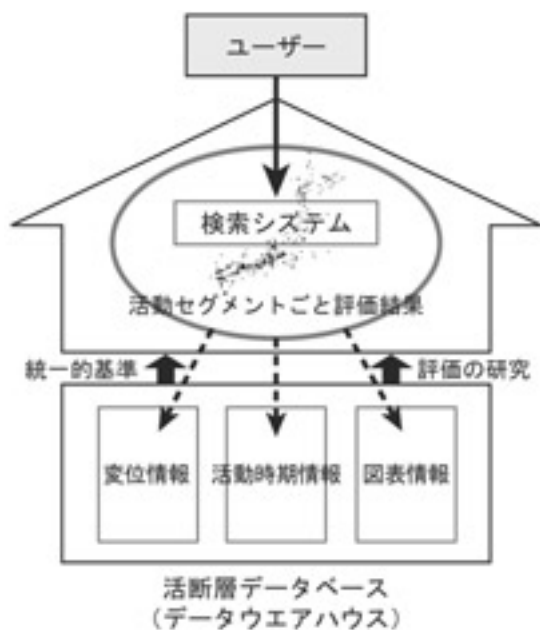 ユーザー
検索システム
活動セグメントごと評価結果
統一的基準
評価の研究
変位情報
活動時期情報
図表情報
活断層データベース
（データウエアハウス）